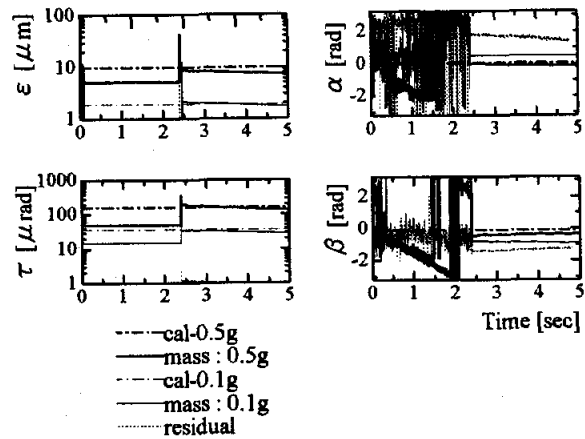 100
10
1
0 1 2 3 4 5
ε [μm]
2
0
-2
0 1 2 3 4 5
α [rad]
1000
100
10
1
0 1 2 3 4 5
τ [μrad]
2
0
-2
0 1 2 3 4 5
β [rad]
Time [sec]
cal-0.5g
mass : 0.5g
cal-0.1g
mass : 0.1g
residual